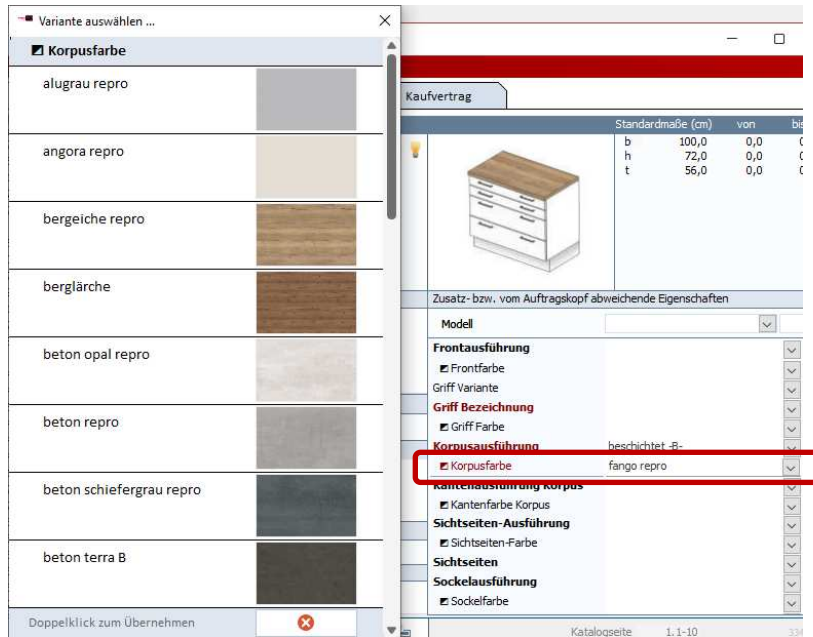 Variante auswählen ...
Korpusfarbe
alugrau repro
angora repro
bergeiche repro
berglärche
beton opal repro
beton repro
beton schiefergrau repro
beton terra B
Doppelklick zum Übernehmen
Kaufvertrag
Standardmaße (cm) von
b 100,0 0,0
h 72,0 0,0
t 56,0 0,0
Zusatz- bzw. vom Auftragskopf abweichende Eigenschaften
Modell
Frontausführung
Frontfarbe
Griff Variante
Griff Bezeichnung
Griff Farbe
Korpusausführung beschichtet -B-
Korpusfarbe fango repro
Kantenausführung Korpus
Kantenfarbe Korpus
Sichtseiten-Ausführung
Sichtseiten-Farbe
Sichtseiten
Sockelausführung
Sockelfarbe
Katalogseite 1.1-10